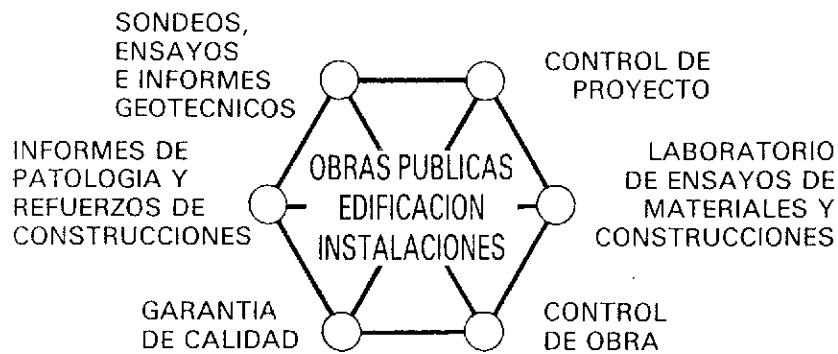 SONDEOS,
ENSAYOS
E INFORMES
GEOTECNICOS
CONTROL DE
PROYECTO
INFORMES DE
PATOLOGIA Y
REFUERZOS DE
CONSTRUCCIONES
OBRAS PUBLICAS
EDIFICACION
INSTALACIONES
LABORATORIO
DE ENSAYOS DE
MATERIALES Y
CONSTRUCCIONES
GARANTIA
DE CALIDAD
CONTROL
DE OBRA